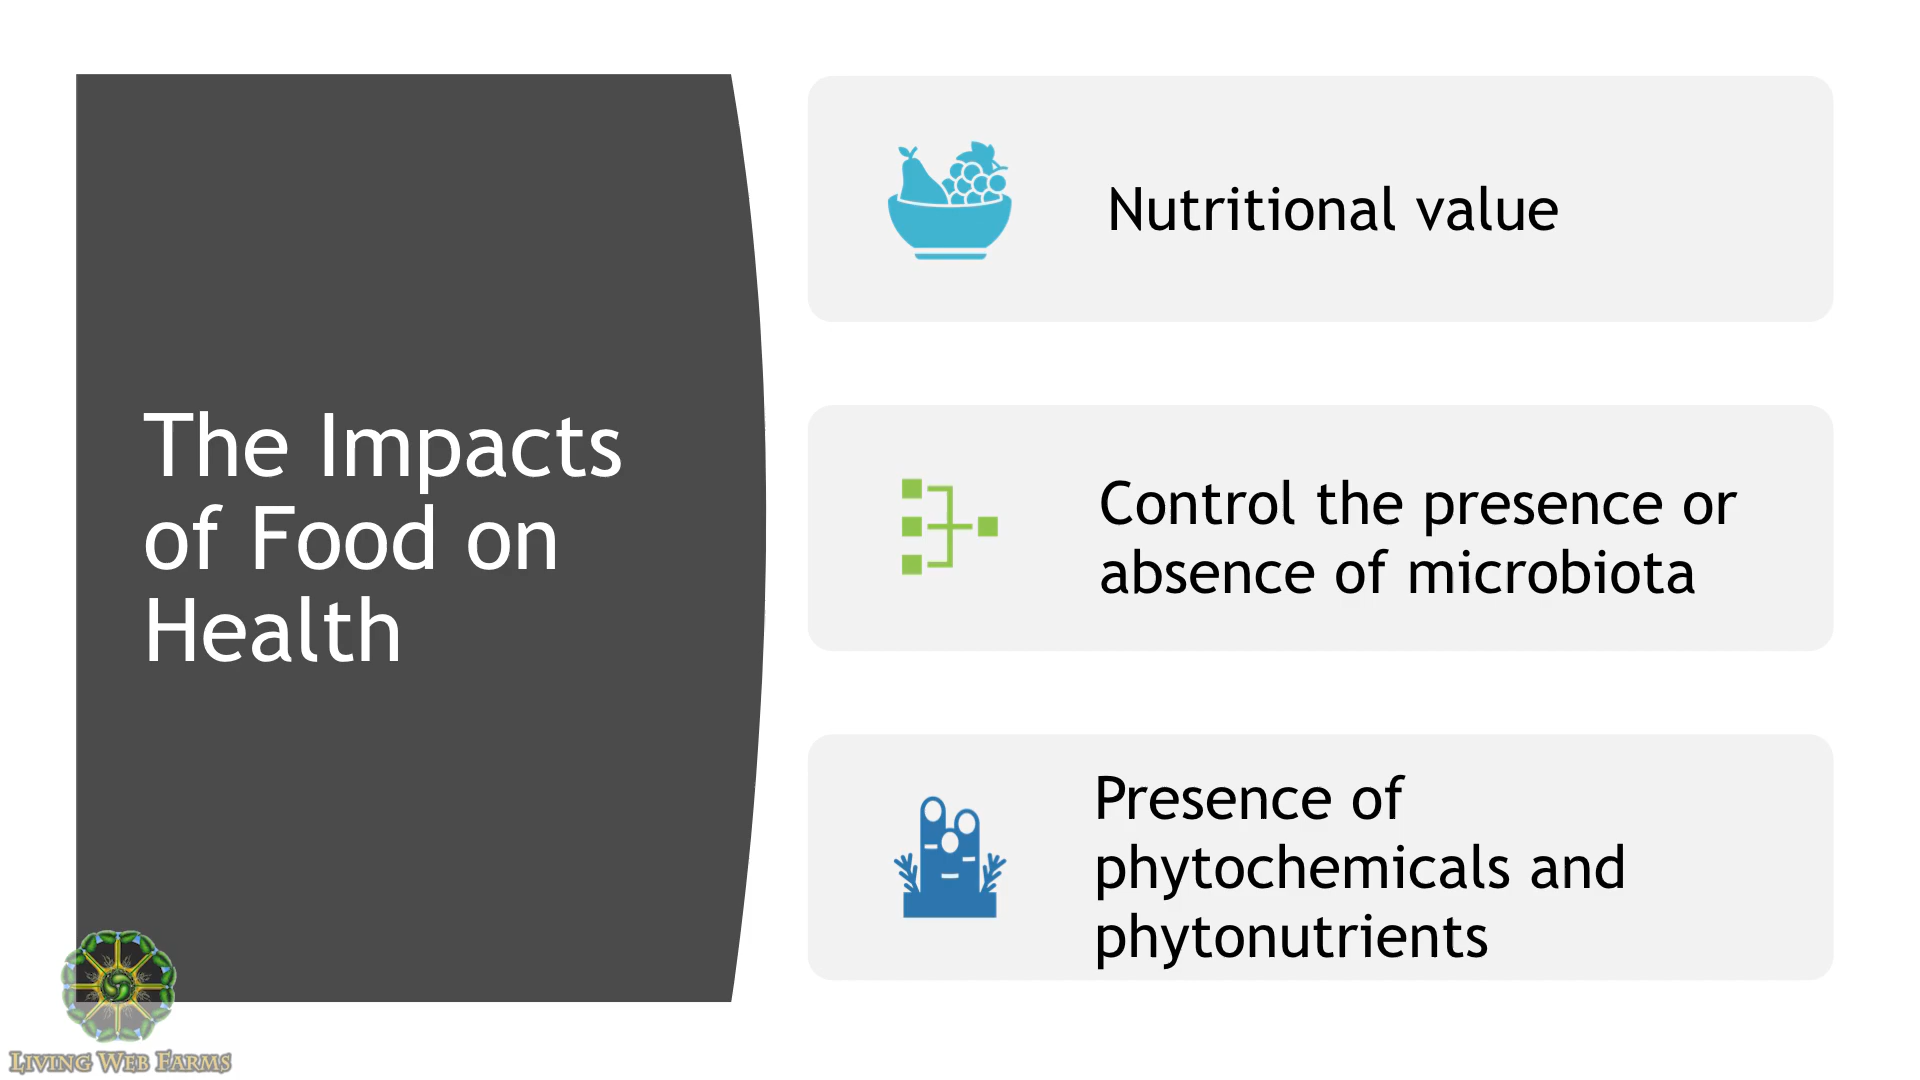 The Impacts
of Food on
Health
Nutritional value
Control the presence or
absence of microbiota
Presence of
phytochemicals and
phytonutrients
LIVING WEB FARMS